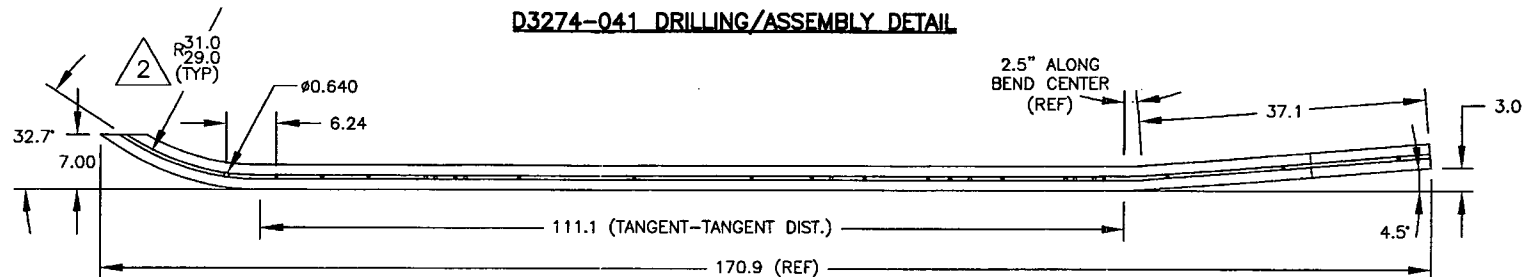 D3274-041 DRILLING/ASSEMBLY DETAIL
2
R31.0
29.0
(TYP)
ø0.640
6.24
2.5" ALONG
BEND CENTER
(REF)
37.1
3.0
32.7°
7.00
111.1 (TANGENT-TANGENT DIST.)
4.5°
170.9 (REF)